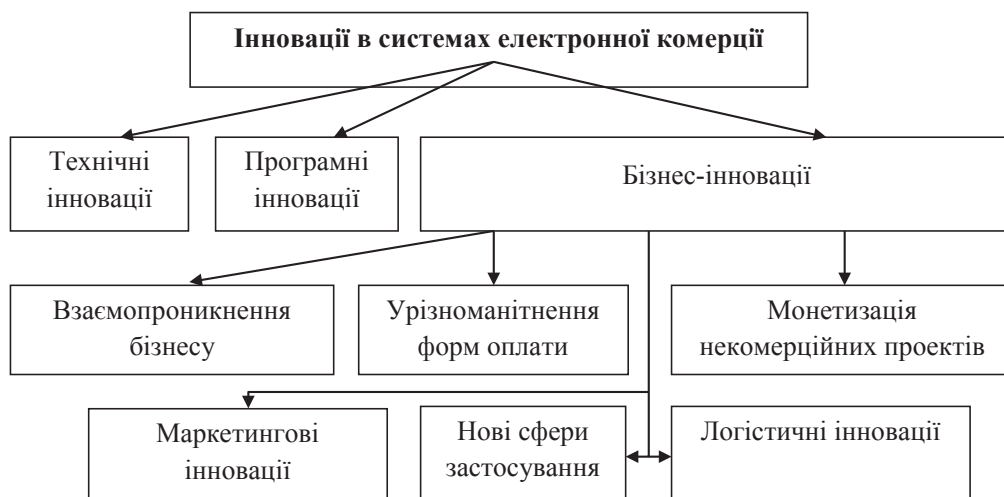 Інновації в системах електронної комерції
Технічні
інновації
Програмні
інновації
Бізнес-інновації
Взаємопроникнення
бізнесу
Урізноманітнення
форм оплати
Монетизація
некомерційних проектів
Маркетингові
інновації
Нові сфери
застосування
Логістичні інновації